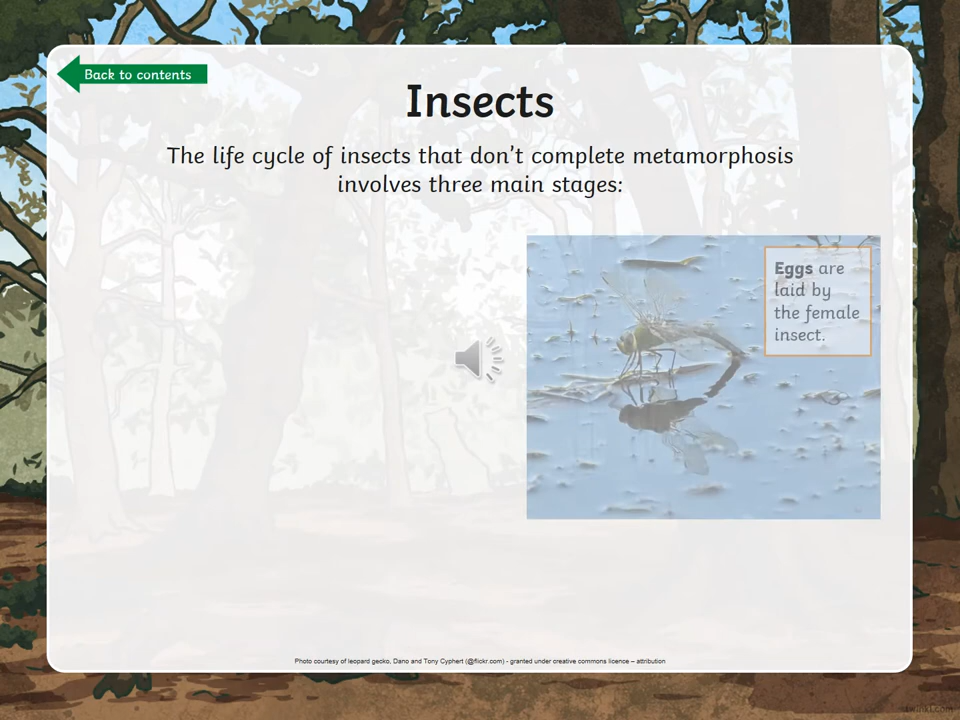 Back to contents
Insects
The life cycle of insects that don't complete metamorphosis
involves three main stages:
Eggs are
laid by
the female
insect.
Photo courtesy of leopard gecko, Dano and Tony Cyphert (@flickr.com) - granted under creative commons licence – attribution
twinkl.com